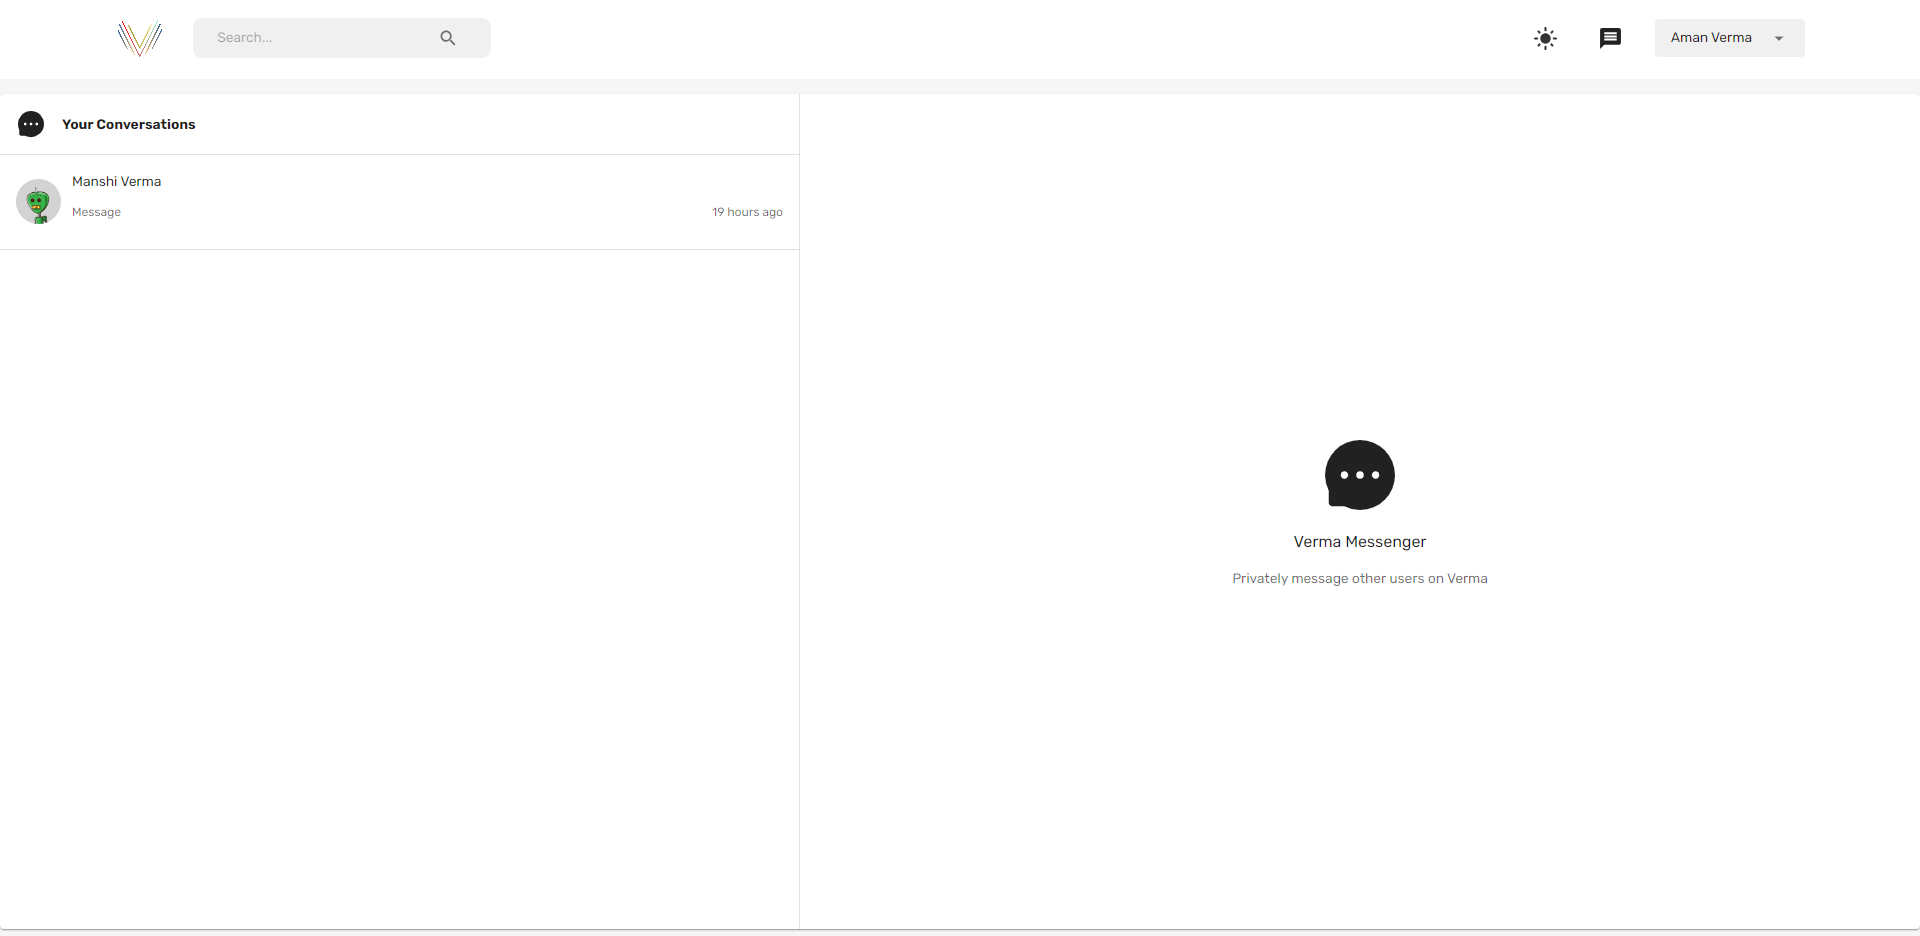 Search...
Aman Verma
Your Conversations
Manshi Verma
Message
19 hours ago
Verma Messenger
Privately message other users on Verma